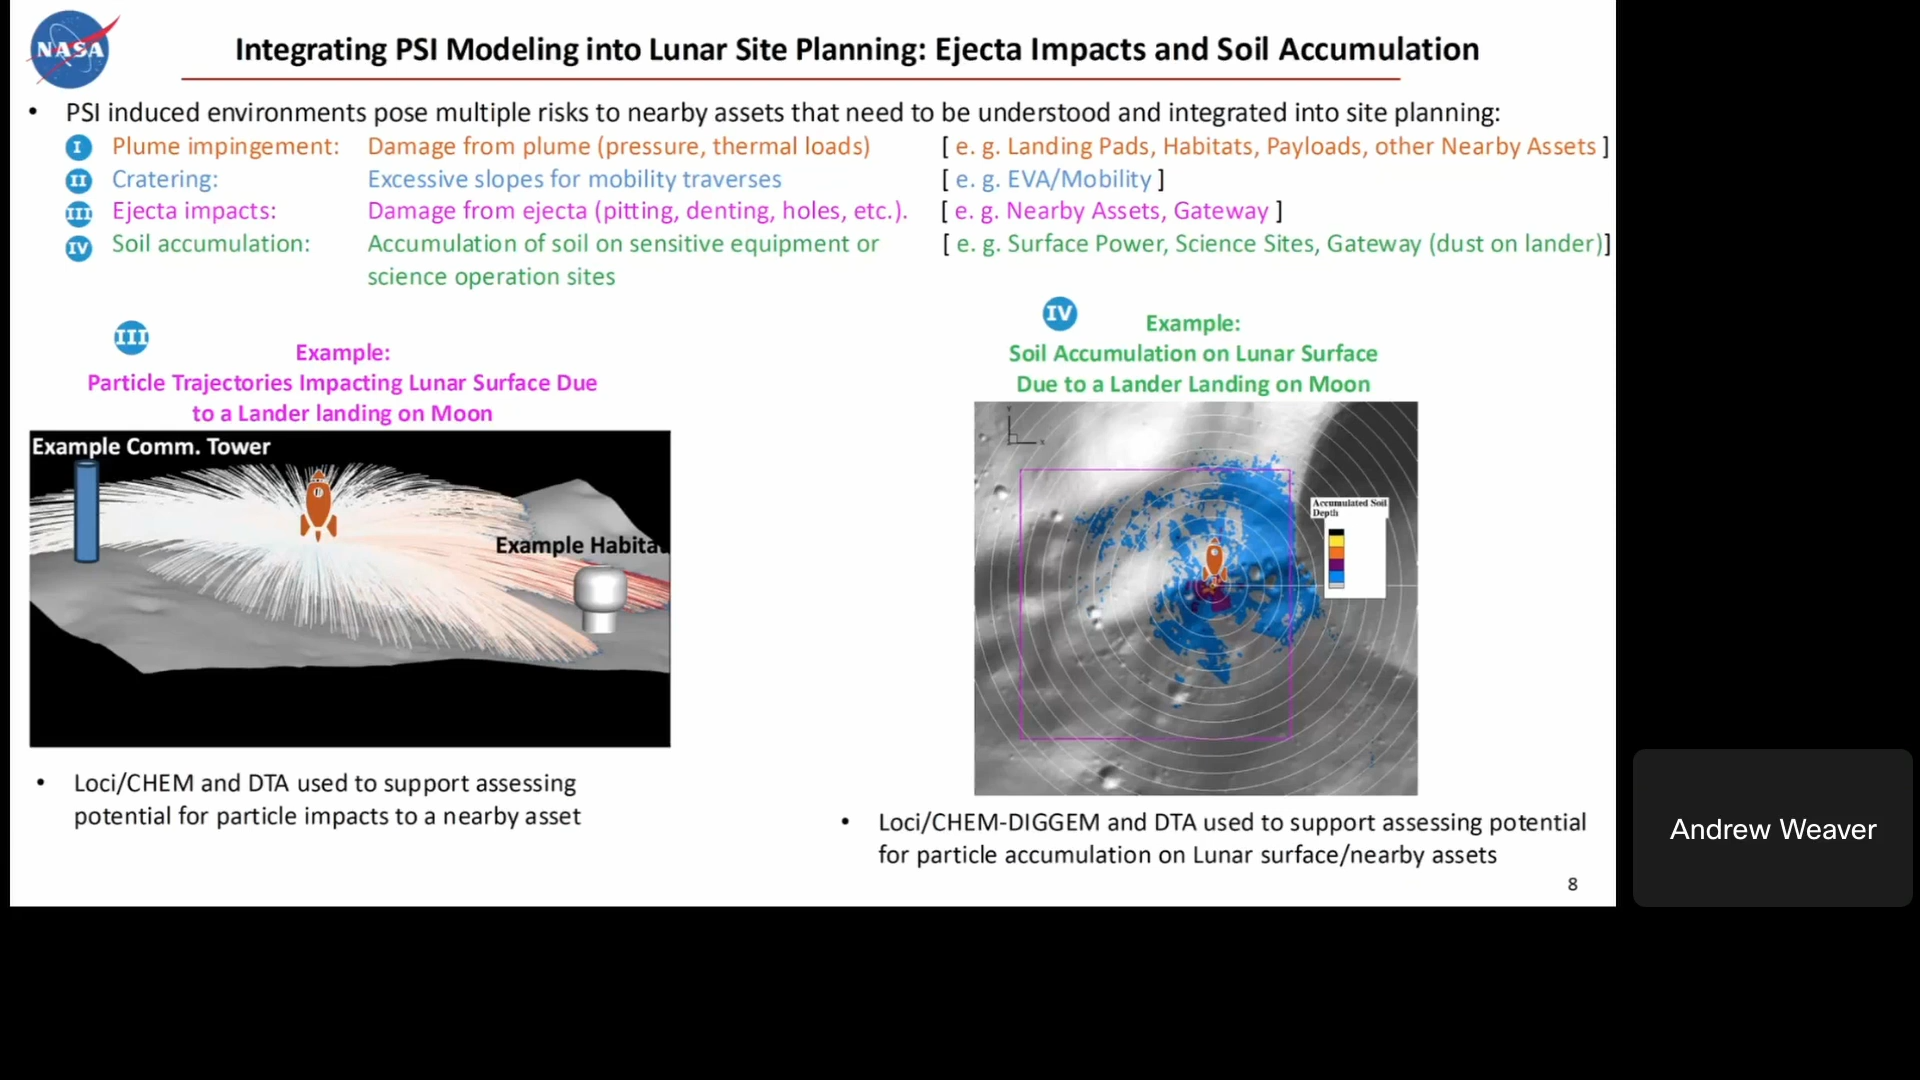 NASA
Integrating PSI Modeling into Lunar Site Planning: Ejecta Impacts and Soil Accumulation
• PSI induced environments pose multiple risks to nearby assets that need to be understood and integrated into site planning:
I Plume impingement: Damage from plume (pressure, thermal loads) [ e. g. Landing Pads, Habitats, Payloads, other Nearby Assets ]
II Cratering: Excessive slopes for mobility traverses [ e. g. EVA/Mobility ]
III Ejecta impacts: Damage from ejecta (pitting, denting, holes, etc.). [ e. g. Nearby Assets, Gateway ]
IV Soil accumulation: Accumulation of soil on sensitive equipment or [ e. g. Surface Power, Science Sites, Gateway (dust on lander)]
science operation sites
III
Example:
Particle Trajectories Impacting Lunar Surface Due
to a Lander landing on Moon
Example Comm. Tower
Example Habita
• Loci/CHEM and DTA used to support assessing
potential for particle impacts to a nearby asset
IV
Example:
Soil Accumulation on Lunar Surface
Due to a Lander Landing on Moon
Y
X
Accumulated Soil
Depth
• Loci/CHEM-DIGGEM and DTA used to support assessing potential
for particle accumulation on Lunar surface/nearby assets
8
Andrew Weaver